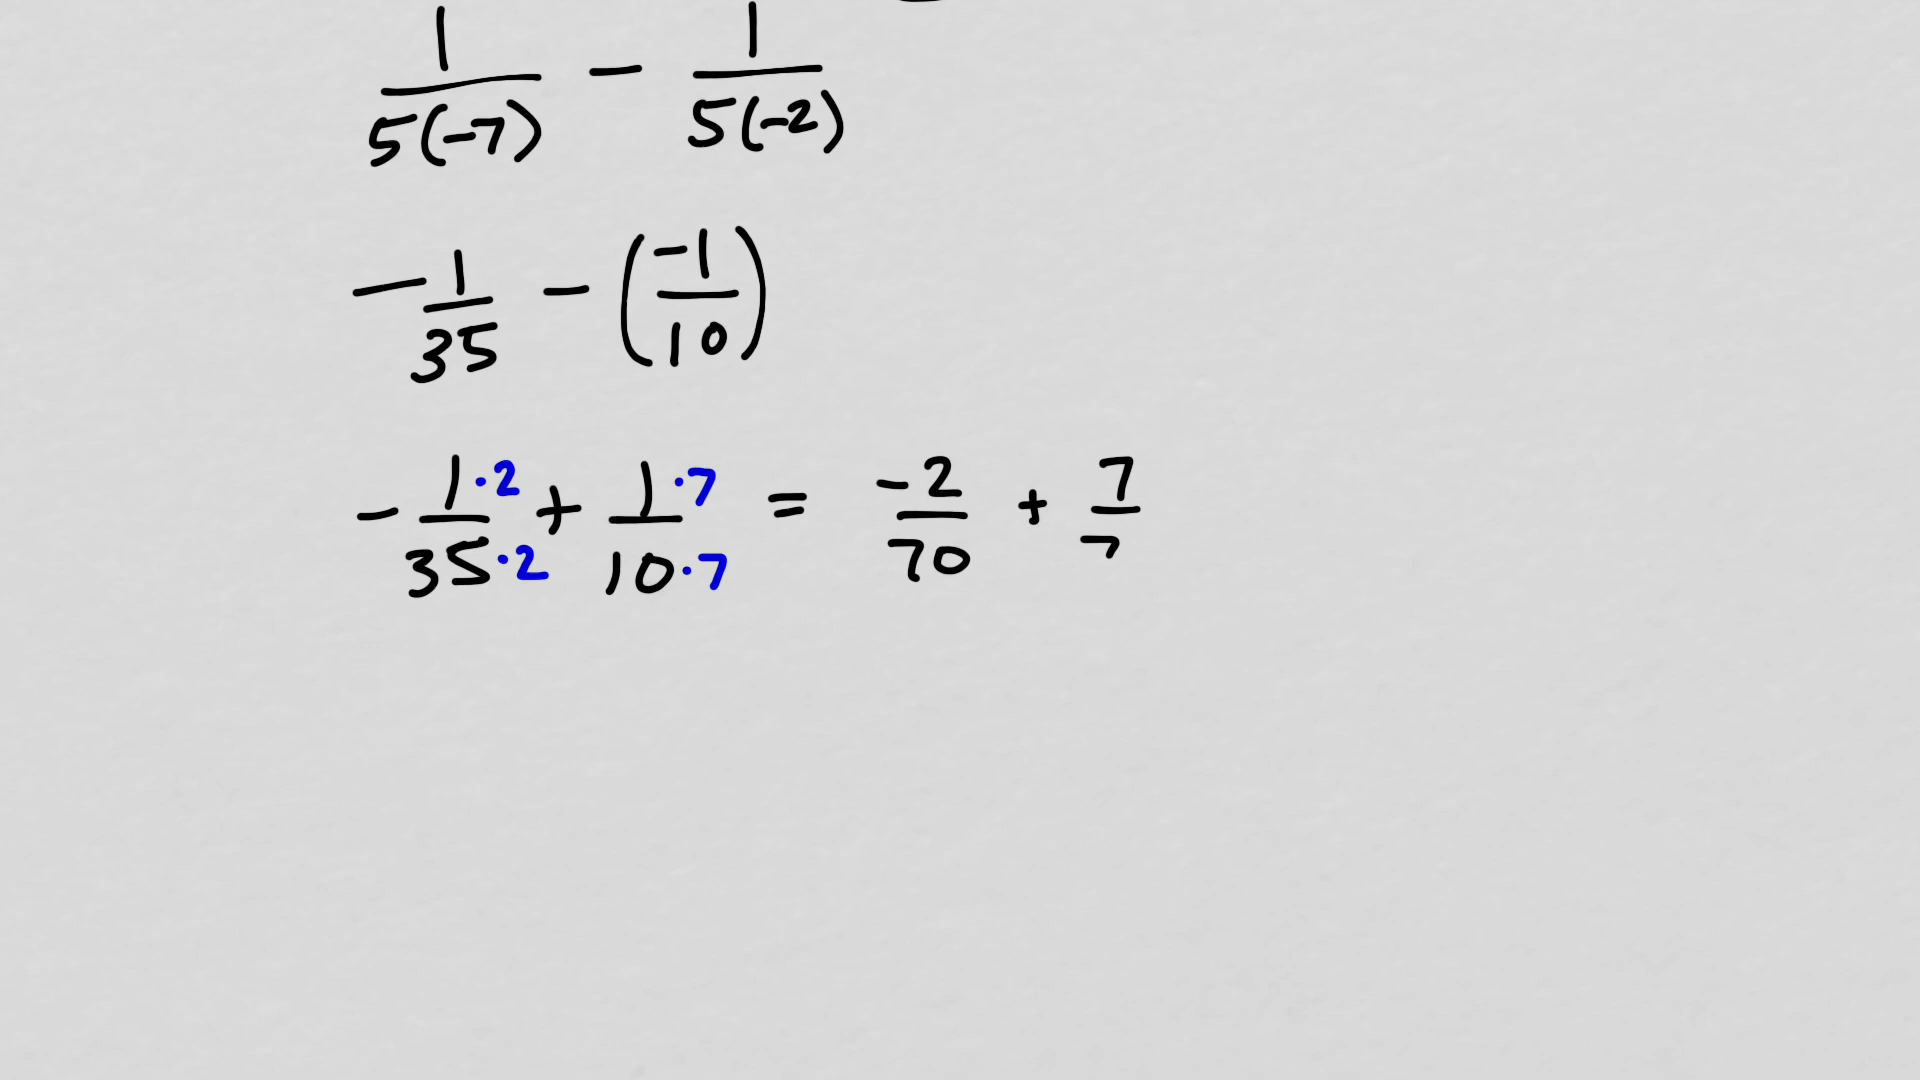 1/5(-7) - 1/5(-2)
-1/35 - (-1/10)
-1·2/35·2 + 1·7/10·7 = -2/70 + 7/7